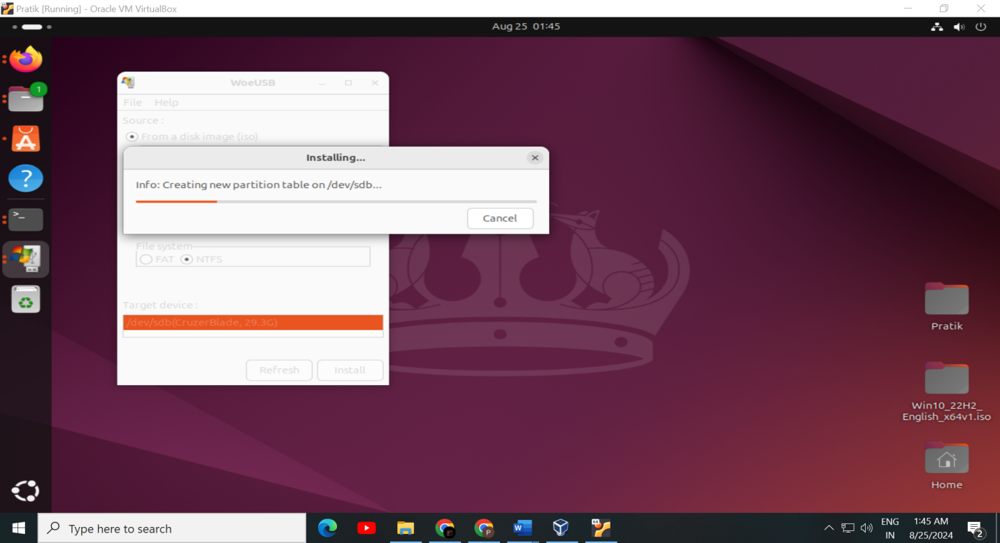 Pratik [Running] - Oracle VM VirtualBox
Aug 25 01:45
1
WoeUSB
File Help
Source :
From a disk image (iso)
Installing...
Info: Creating new partition table on /dev/sdb...
Cancel
File system
FAT NTFS
Target device :
/dev/sdb(CruzerBlade, 29.3G)
Refresh Install
Pratik
Win10_22H2_
English_x64v1.iso
Home
Type here to search
ENG
IN
1:45 AM
8/25/2024
2